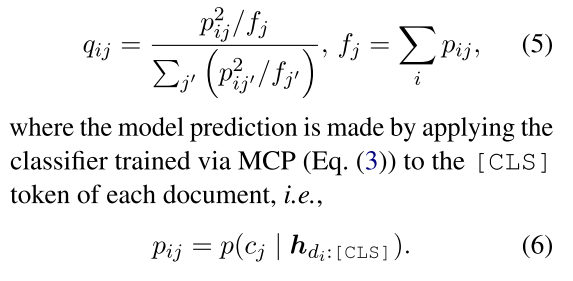 q_{ij} = \frac{p_{ij}^2 / f_j}{\sum_{j'} \left( p_{ij'}^2 / f_{j'} \right)}, f_j = \sum_i p_{ij}, (5)
where the model prediction is made by applying the
classifier trained via MCP (Eq. (3)) to the [CLS]
token of each document, i.e.,
p_{ij} = p(c_j | h_{d_i:[CLS]}). (6)